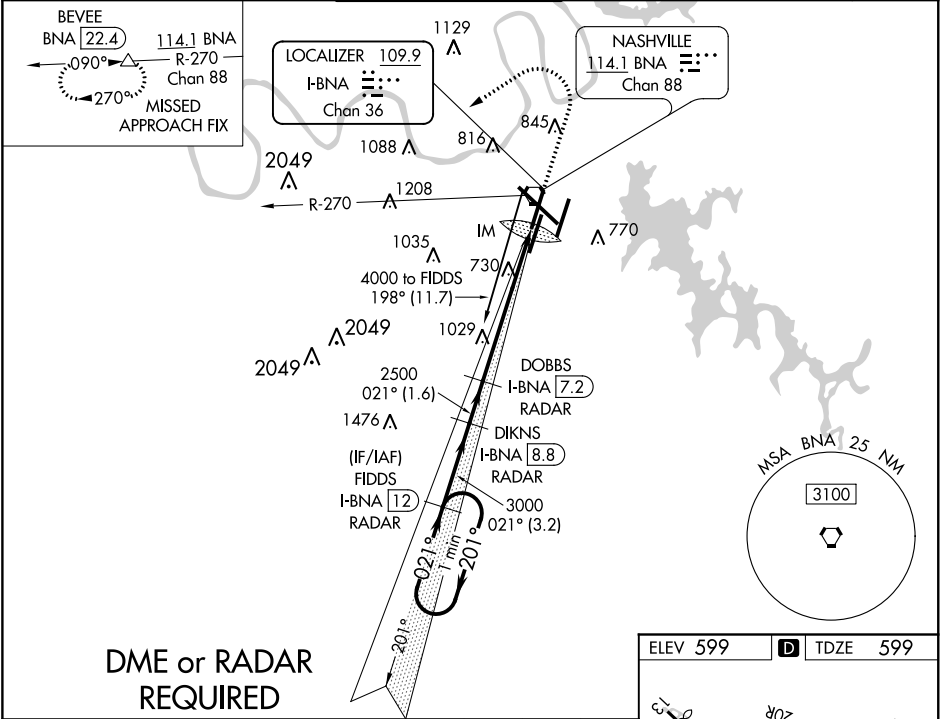 BEVEE
BNA 22.4
114.1 BNA
090°
R-270
Chan 88
270°
MISSED
APPROACH FIX
LOCALIZER 109.9
I-BNA
Chan 36
1129
NASHVILLE
114.1 BNA
Chan 88
1088
816
845
2049
R-270
1208
IM
770
1035
730
4000 to FIDDS
198° (11.7)
1029
2049
2049
2500
021° (1.6)
DOBBS
I-BNA 7.2
RADAR
1476
DIKNS
I-BNA 8.8
RADAR
(IF/IAF)
FIDDS
I-BNA 12
RADAR
3000
021° (3.2)
021°
1 min
201°
201°
MSA BNA 25 NM
3100
DME or RADAR
REQUIRED
ELEV 599 D TDZE 599
13
20R